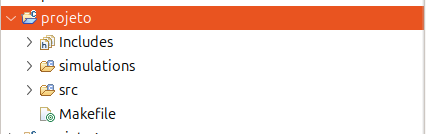 projeto
Includes
simulations
src
Makefile